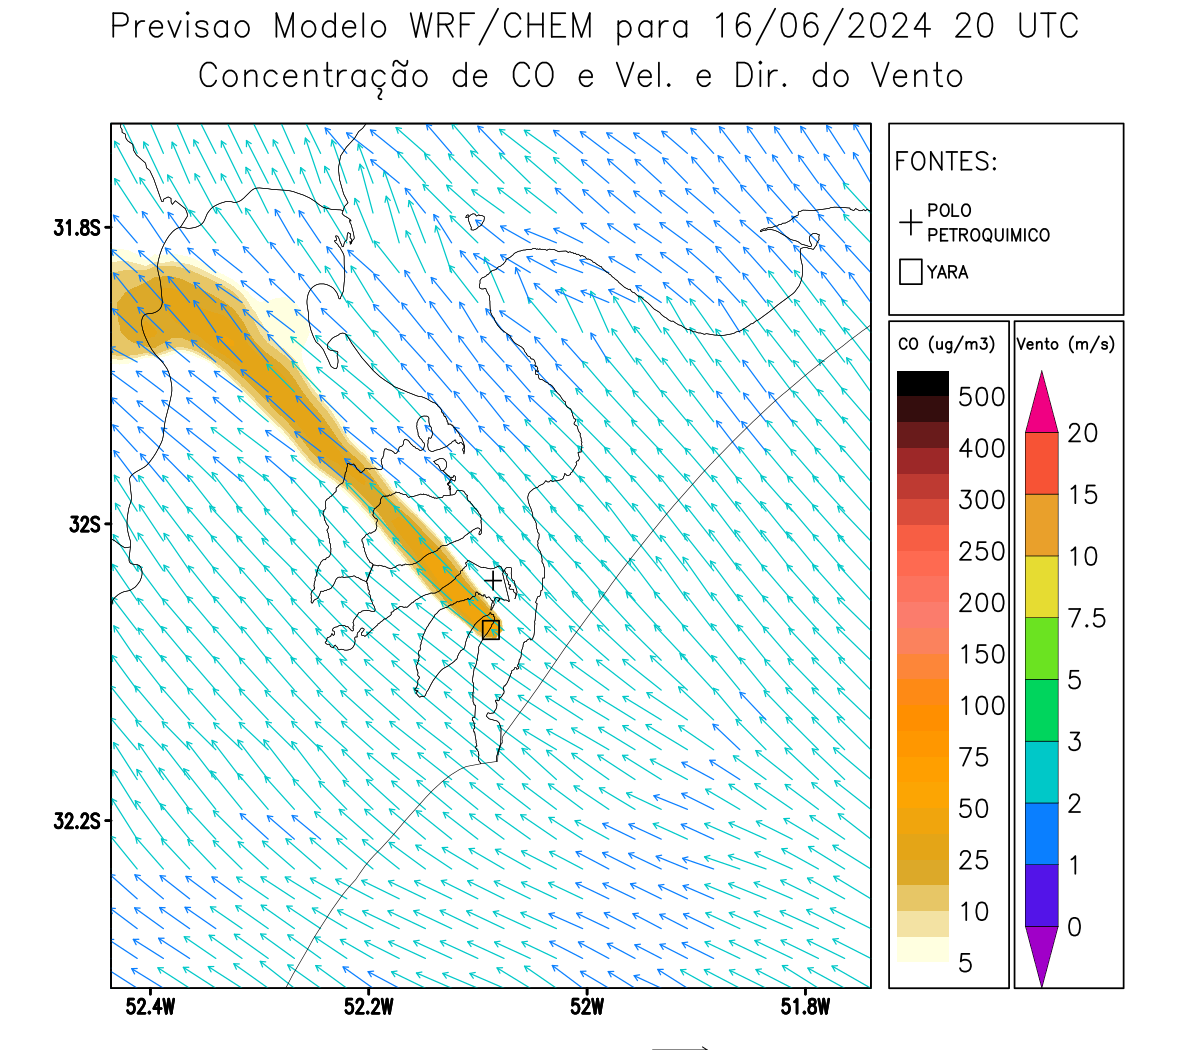 Previsao Modelo WRF/CHEM para 16/06/2024 20 UTC
Concentração de CO e Vel. e Dir. do Vento
FONTES:
POLO
PETROQUIMICO
YARA
CO (ug/m3)
500
400
300
250
200
150
100
75
50
25
10
5
Vento (m/s)
20
15
10
7.5
5
3
2
1
0
31.8S
32S
32.2S
52.4W
52.2W
52W
51.8W